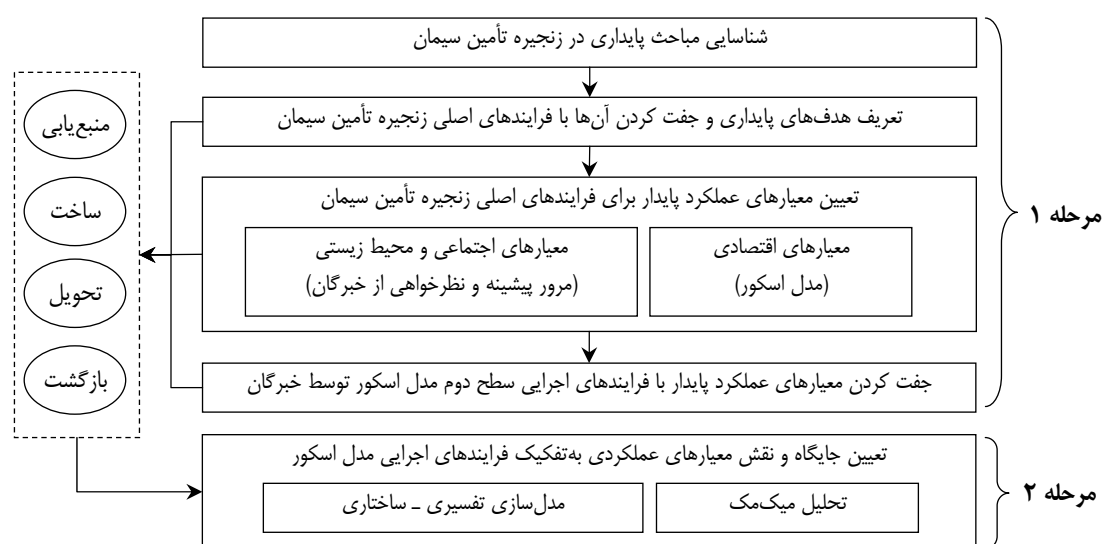 شناسایی مباحث پایداری در زنجیره تأمین سیمان
تعریف هدف‌های پایداری و جفت کردن آن‌ها با فرایندهای اصلی زنجیره تأمین سیمان
تعیین معیارهای عملکرد پایدار برای فرایندهای اصلی زنجیره تأمین سیمان
معیارهای اقتصادی
(مدل اسکور)
معیارهای اجتماعی و محیط زیستی
(مرور پیشینه و نظرخواهی از خبرگان)
جفت کردن معیارهای عملکرد پایدار با فرایندهای اجرایی سطح دوم مدل اسکور توسط خبرگان
مرحله ۱
منبع‌یابی
ساخت
تحویل
بازگشت
تعیین جایگاه و نقش معیارهای عملکردی به‌تفکیک فرایندهای اجرایی مدل اسکور
تحلیل میک‌مک
مدل‌سازی تفسیری ـ ساختاری
مرحله ۲